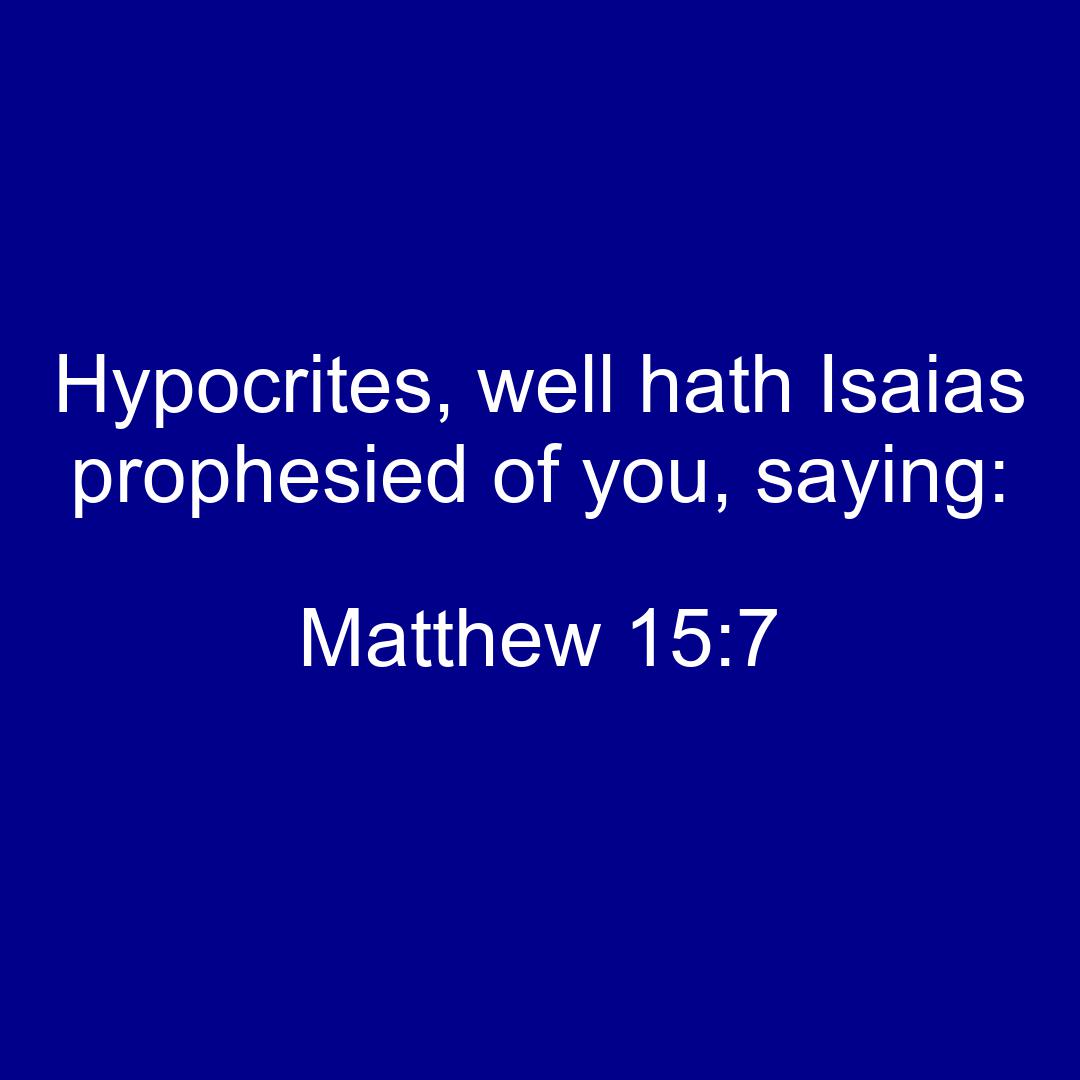 Hypocrites, well hath Isaias
prophesied of you, saying:
Matthew 15:7